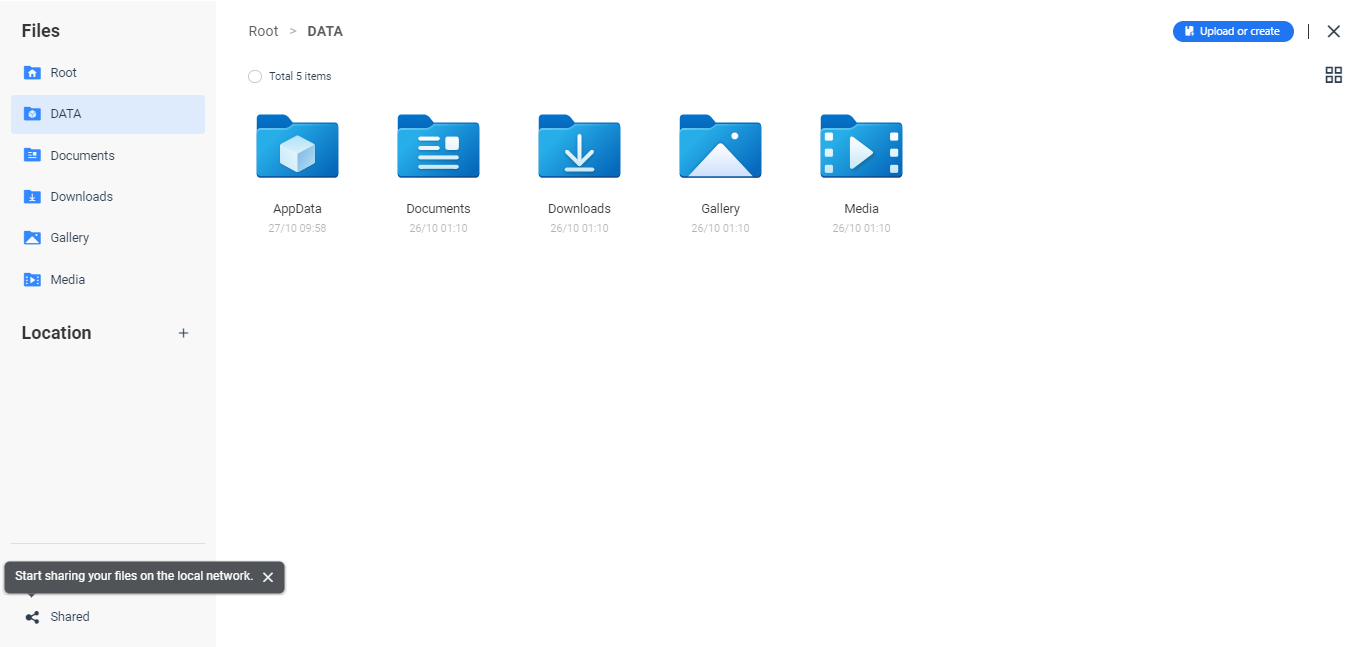 Files
Root
DATA
Documents
Downloads
Gallery
Media
Location +
Start sharing your files on the local network.
Shared
Root > DATA
Upload or create
Total 5 items
AppData
27/10 09:58
Documents
26/10 01:10
Downloads
26/10 01:10
Gallery
26/10 01:10
Media
26/10 01:10